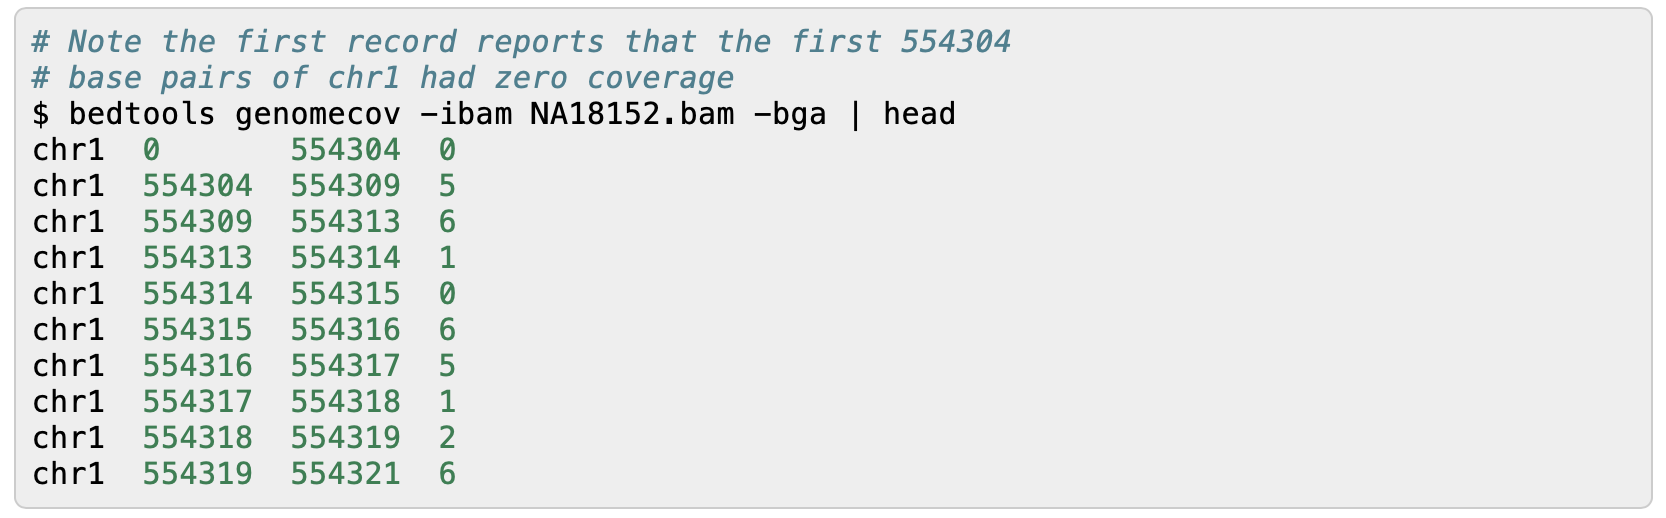 # Note the first record reports that the first 554304
# base pairs of chr1 had zero coverage
$ bedtools genomecov -ibam NA18152.bam -bga | head
chr1  0       554304  0
chr1  554304  554309  5
chr1  554309  554313  6
chr1  554313  554314  1
chr1  554314  554315  0
chr1  554315  554316  6
chr1  554316  554317  5
chr1  554317  554318  1
chr1  554318  554319  2
chr1  554319  554321  6